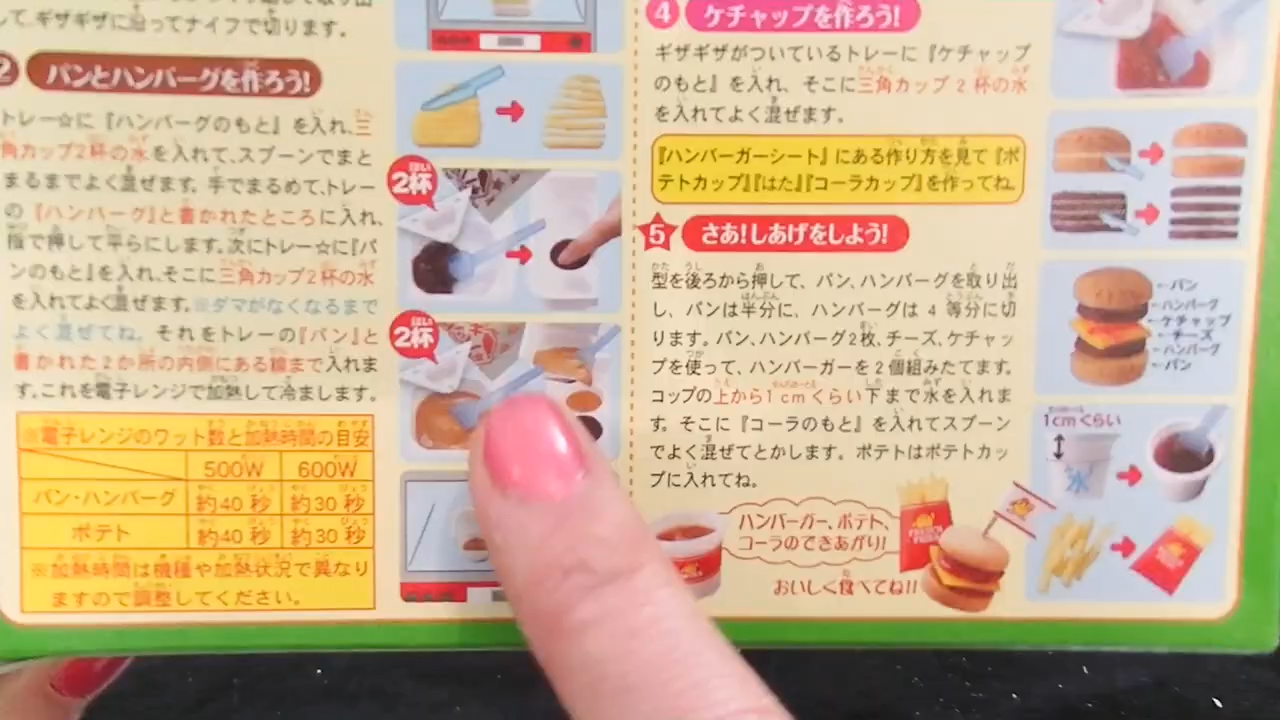 て、ギザギザに沿ってナイフで切ります。
パンとハンバーグを作ろう!
トレー☆に『ハンバーグのもと』を入れ、三
角カップ2杯の水を入れて、スプーンでまと
まるまでよく混ぜます。手でまるめて、トレー
の『ハンバーグ』と書かれたところに入れ、
指で押して平らにします。次にトレー☆に『パ
ンのもと』を入れ、そこに三角カップ2杯の水
を入れてよく混ぜます。※ダマがなくなるまで
よく混ぜてね。それをトレーの『パン』と
書かれた2か所の内側にある線まで入れま
す。これを電子レンジで加熱して冷まします。
※電子レンジのワット数と加熱時間の目安
500W 600W
パン・ハンバーグ 約40秒 約30秒
ポテト 約40秒 約30秒
※加熱時間は機種や加熱状況で異なり
ますので調整してください。
2杯
2杯
4 ケチャップを作ろう!
ギザギザがついているトレーに『ケチャップ
のもと』を入れ、そこに三角カップ2杯の水
を入れてよく混ぜます。
『ハンバーガーシート』にある作り方を見て『ポ
テトカップ』『はた』『コーラカップ』を作ってね。
5 さあ!しあげをしよう!
型を後ろから押して、パン、ハンバーグを取り出
し、パンは半分に、ハンバーグは4等分に切
ります。パン、ハンバーグ2枚、チーズ、ケチャッ
プを使って、ハンバーガーを2個組みたてます。
コップの上から1cmくらい下まで水を入れま
す。そこに『コーラのもと』を入れてスプーン
でよく混ぜてとかします。ポテトはポテトカッ
プに入れてね。
ハンバーガー、ポテト、
コーラのできあがり!
おいしく食べてね!!
パン
ハンバーグ
ケチャップ
チーズ
ハンバーグ
パン
1cmくらい
水